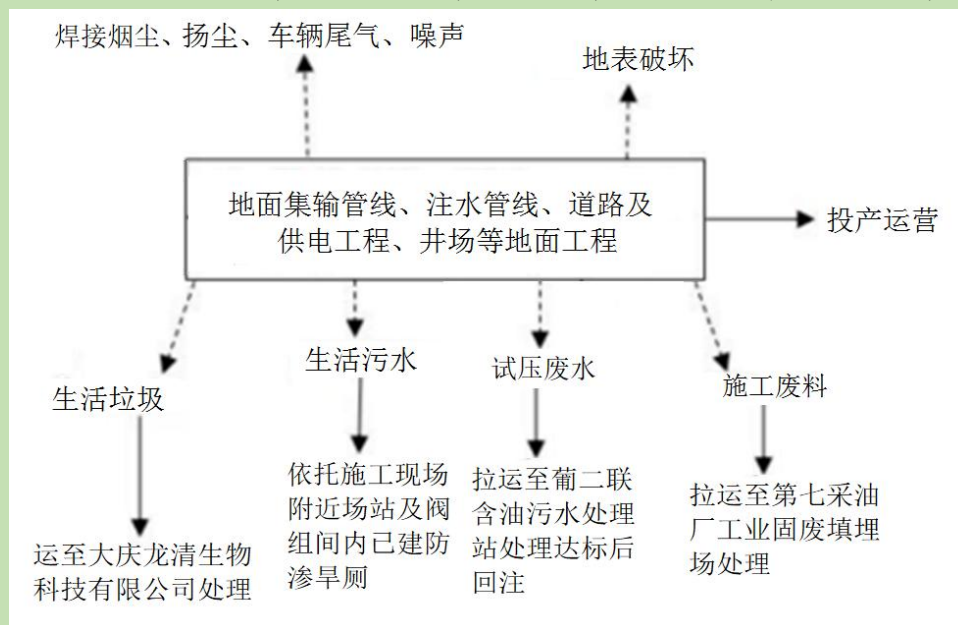 焊接烟尘、扬尘、车辆尾气、噪声
地表破坏
地面集输管线、注水管线、道路及
供电工程、井场等地面工程
投产运营
生活垃圾
生活污水
试压废水
施工废料
运至大庆龙清生物
科技有限公司处理
依托施工现场
附近场站及阀
组间内已建防
渗旱厕
拉运至葡二联
含油污水处理
站处理达标后
回注
拉运至第七采油
厂工业固废填埋
场处理